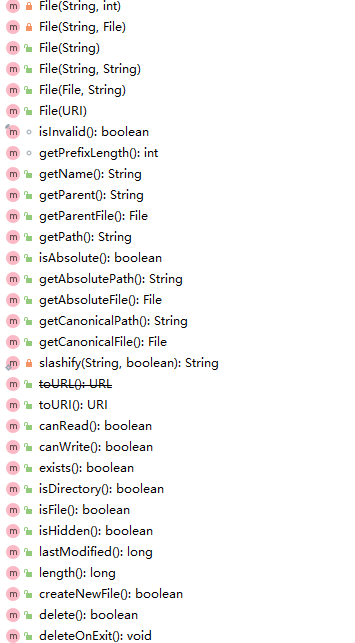 m File(String, int)
m File(String, File)
m File(String)
m File(String, String)
m File(File, String)
m File(URI)
m isInvalid(): boolean
m getPrefixLength(): int
m getName(): String
m getParent(): String
m getParentFile(): File
m getPath(): String
m isAbsolute(): boolean
m getAbsolutePath(): String
m getAbsoluteFile(): File
m getCanonicalPath(): String
m getCanonicalFile(): File
m slashify(String, boolean): String
m toURL(): URL
m toURI(): URI
m canRead(): boolean
m canWrite(): boolean
m exists(): boolean
m isDirectory(): boolean
m isFile(): boolean
m isHidden(): boolean
m lastModified(): long
m length(): long
m createNewFile(): boolean
m delete(): boolean
m deleteOnExit(): void